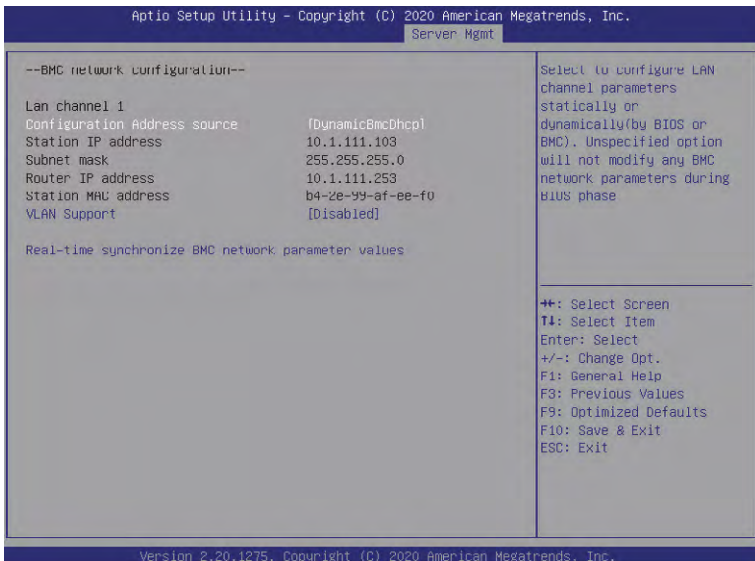 Aptio Setup Utility – Copyright (C) 2020 American Megatrends, Inc.
Server Mgmt
--BMC network configuration--
Lan channel 1
Configuration Address source [DynamicBmcDhcp]
Station IP address 10.1.111.103
Subnet mask 255.255.255.0
Router IP address 10.1.111.253
Station MAC address b4-2e-99-af-ee-f0
VLAN Support [Disabled]
Real-time synchronize BMC network parameter values
Select to configure LAN
channel parameters
statically or
dynamically(by BIOS or
BMC). Unspecified option
will not modify any BMC
network parameters during
BIOS phase
→←: Select Screen
↑↓: Select Item
Enter: Select
+/-: Change Opt.
F1: General Help
F3: Previous Values
F9: Optimized Defaults
F10: Save & Exit
ESC: Exit
Version 2.20.1275. Copyright (C) 2020 American Megatrends, Inc.